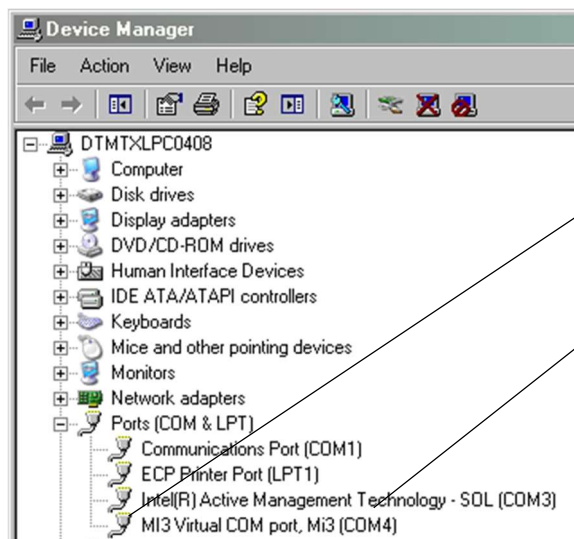 Device Manager
File Action View Help
DTMTXLPC0408
Computer
Disk drives
Display adapters
DVD/CD-ROM drives
Human Interface Devices
IDE ATA/ATAPI controllers
Keyboards
Mice and other pointing devices
Monitors
Network adapters
Ports (COM & LPT)
Communications Port (COM1)
ECP Printer Port (LPT1)
Intel(R) Active Management Technology - SOL (COM3)
MI3 Virtual COM port, Mi3 (COM4)